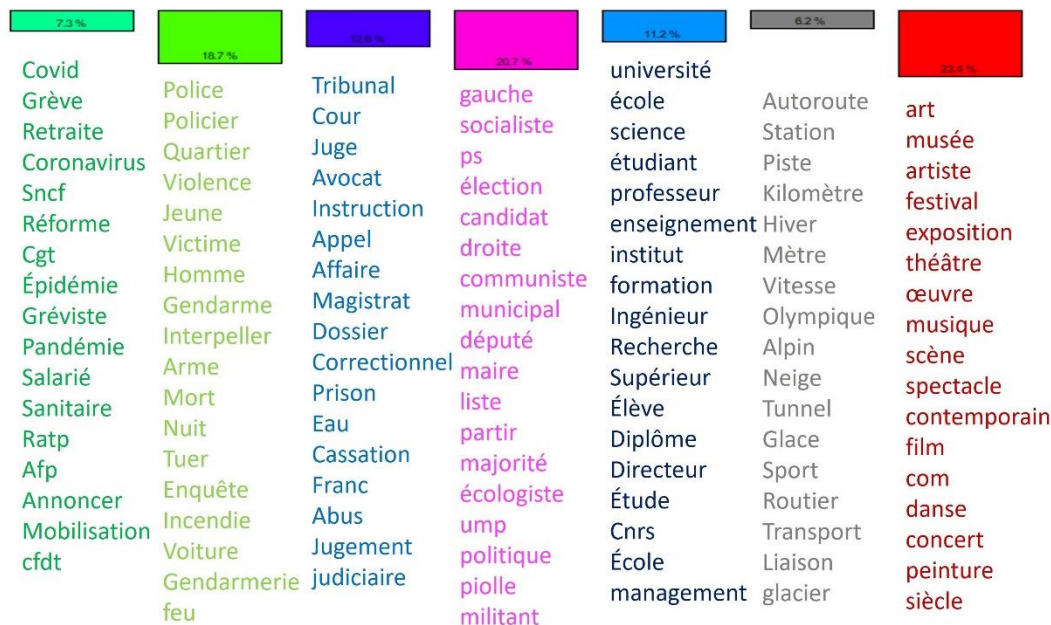 7.3 %
Covid
Grève
Retraite
Coronavirus
Sncf
Réforme
Cgt
Épidémie
Gréviste
Pandémie
Salarié
Sanitaire
Ratp
Afp
Annoncer
Mobilisation
cfdt
18.7 %
Police
Policier
Quartier
Violence
Jeune
Victime
Homme
Gendarme
Interpeller
Arme
Mort
Nuit
Tuer
Enquête
Incendie
Voiture
Gendarmerie
feu
12.6 %
Tribunal
Cour
Juge
Avocat
Instruction
Appel
Affaire
Magistrat
Dossier
Correctionnel
Prison
Eau
Cassation
Franc
Abus
Jugement
judiciaire
20.7 %
gauche
socialiste
ps
élection
candidat
droite
communiste
municipal
député
maire
liste
partir
majorité
écologiste
ump
politique
piolle
militant
11.2 %
université
école
science
étudiant
professeur
enseignement
institut
formation
Ingénieur
Recherche
Supérieur
Élève
Diplôme
Directeur
Étude
Cnrs
École
management
6.2 %
Autoroute
Station
Piste
Kilomètre
Hiver
Mètre
Vitesse
Olympique
Alpin
Neige
Tunnel
Glace
Sport
Routier
Transport
Liaison
glacier
23.4 %
art
musée
artiste
festival
exposition
théâtre
œuvre
musique
scène
spectacle
contemporain
film
com
danse
concert
peinture
siècle